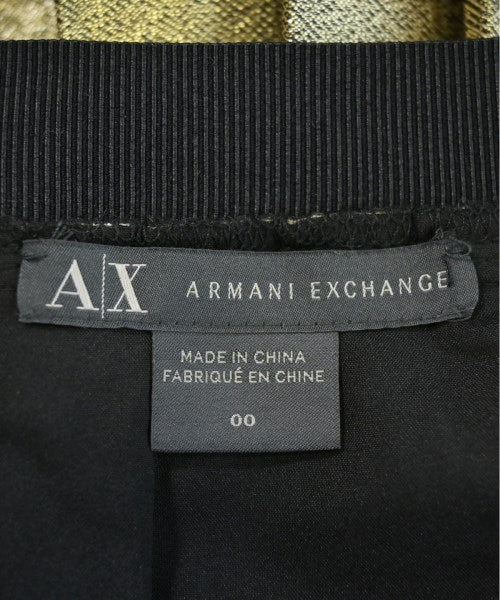 A|X ARMANI EXCHANGE
MADE IN CHINA
FABRIQUÉ EN CHINE
00